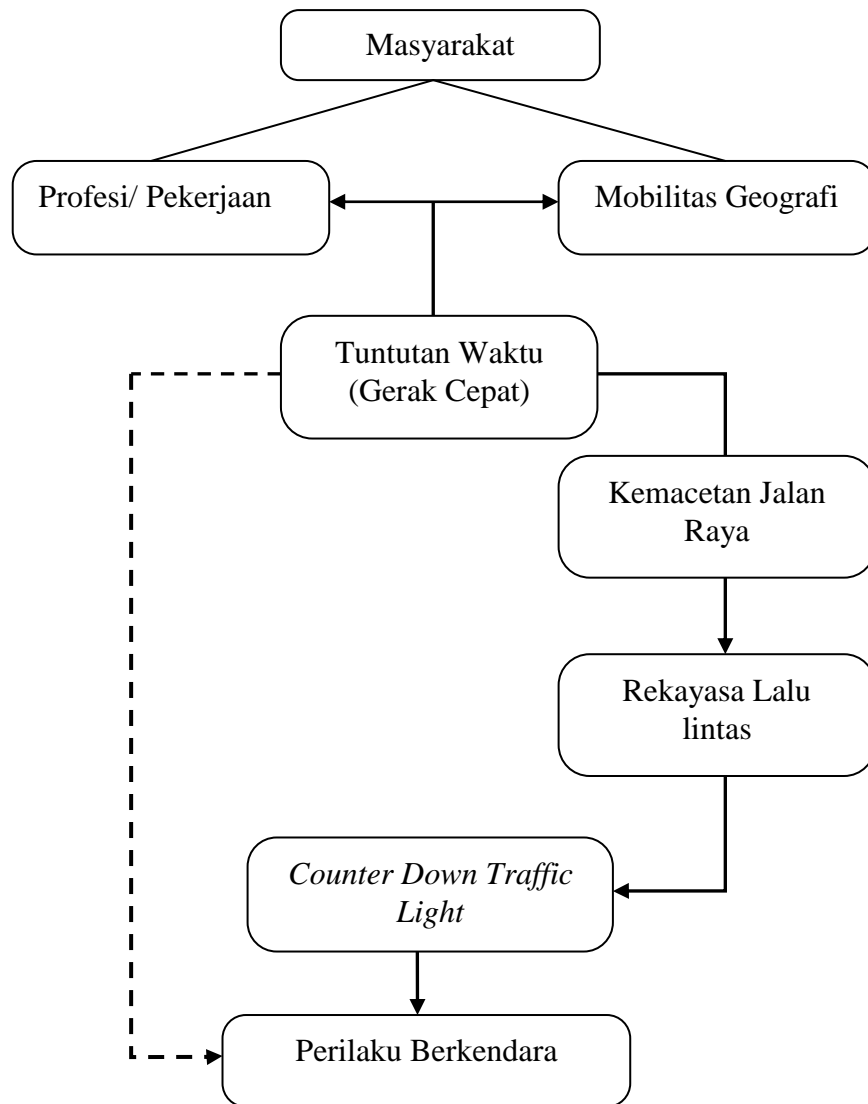 Masyarakat
Profesi/ Pekerjaan
Mobilitas Geografi
Tuntutan Waktu
(Gerak Cepat)
Kemacetan Jalan
Raya
Rekayasa Lalu
lintas
Counter Down Traffic
Light
Perilaku Berkendara